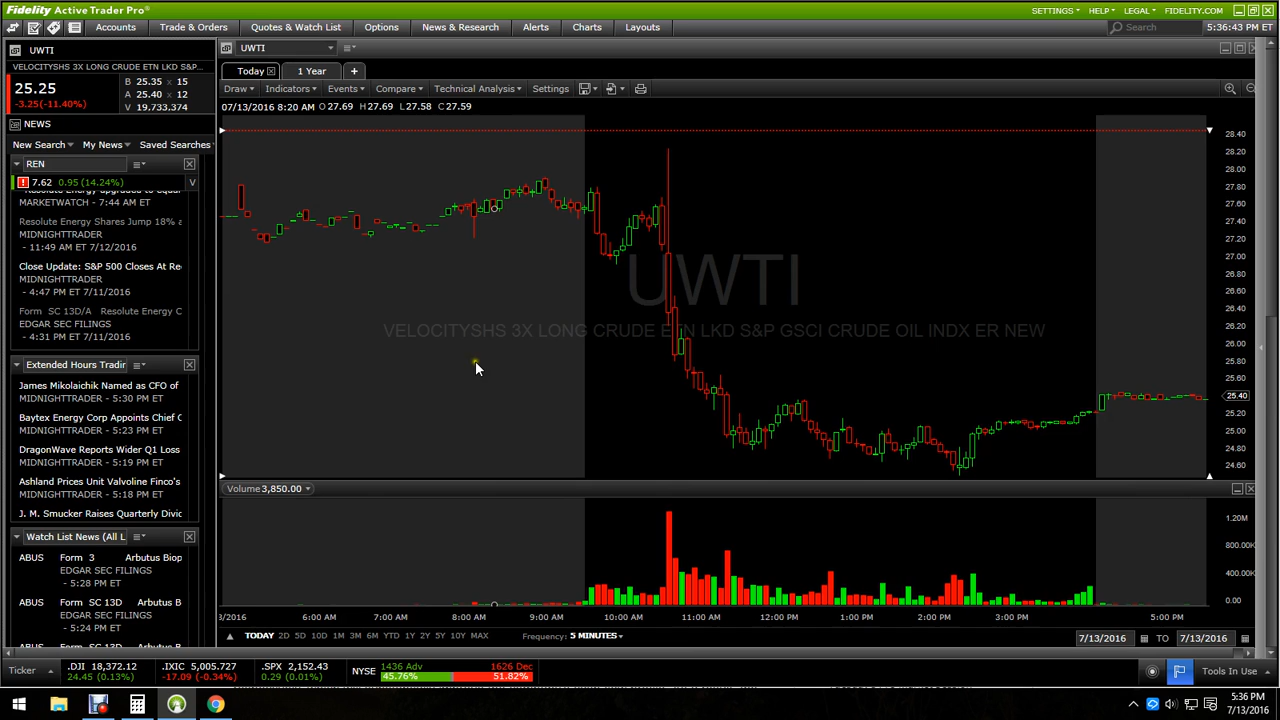 Fidelity Active Trader Pro®
SETTINGS HELP LEGAL FIDELITY.COM
Accounts Trade & Orders Quotes & Watch List Options News & Research Alerts Charts Layouts Search 5:36:43 PM ET
UWTI
VELOCITYSHS 3X LONG CRUDE ETN LKD S&P...
25.25
-3.25(-11.40%)
B 25.35 x 15
A 25.40 x 12
V 19,733,374
NEWS
New Search My News Saved Searches
REN
7.62 0.95 (14.24%) V
MARKETWATCH - 7:44 AM ET
Resolute Energy Shares Jump 18% a
MIDNIGHTTRADER
- 11:49 AM ET 7/12/2016
Close Update: S&P 500 Closes At Re
MIDNIGHTTRADER
- 4:47 PM ET 7/11/2016
Form SC 13D/A Resolute Energy C
EDGAR SEC FILINGS
- 4:31 PM ET 7/11/2016
Extended Hours Tradin
James Mikolaichik Named as CFO of
MIDNIGHTTRADER - 5:30 PM ET
Baytex Energy Corp Appoints Chief C
MIDNIGHTTRADER - 5:23 PM ET
DragonWave Reports Wider Q1 Loss
MIDNIGHTTRADER - 5:19 PM ET
Ashland Prices Unit Valvoline Finco's
MIDNIGHTTRADER - 5:18 PM ET
J. M. Smucker Raises Quarterly Divic
Watch List News (All L
ABUS Form 3 Arbutus Biop
EDGAR SEC FILINGS
- 5:28 PM ET
ABUS Form SC 13D Arbutus B
EDGAR SEC FILINGS
- 5:24 PM ET
UWTI
Today 1 Year +
Draw Indicators Events Compare Technical Analysis Settings
07/13/2016 8:20 AM O 27.69 H 27.69 L 27.58 C 27.59
UWTI
VELOCITYSHS 3X LONG CRUDE ETN LKD S&P GSCI CRUDE OIL INDX ER NEW
28.40
28.20
28.00
27.80
27.60
27.40
27.20
27.00
26.80
26.60
26.40
26.20
26.00
25.80
25.60
25.40
25.20
25.00
24.80
24.60
Volume 3,850.00
1.20M
800.00K
400.00K
0.00
3/2016 6:00 AM 7:00 AM 8:00 AM 9:00 AM 10:00 AM 11:00 AM 12:00 PM 1:00 PM 2:00 PM 3:00 PM 5:00 PM
TODAY 2D 5D 10D 1M 3M 6M YTD 1Y 2Y 5Y 10Y MAX Frequency: 5 MINUTES 7/13/2016 TO 7/13/2016
Ticker
.DJI 18,372.12
24.45 (0.13%)
.IXIC 5,005.727
-17.09 (-0.34%)
.SPX 2,152.43
0.29 (0.01%)
NYSE
1436 Adv 1626 Dec
45.76% 51.82%
Tools In Use
5:36 PM
7/13/2016